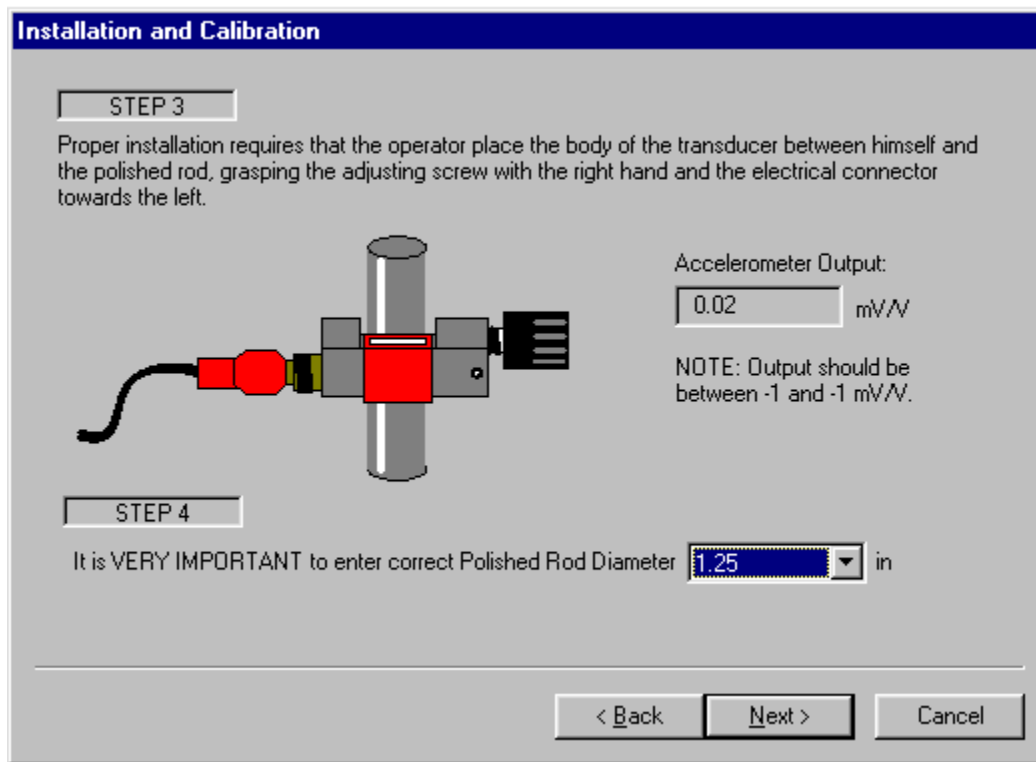 Installation and Calibration
STEP 3
Proper installation requires that the operator place the body of the transducer between himself and
the polished rod, grasping the adjusting screw with the right hand and the electrical connector
towards the left.
Accelerometer Output:
0.02 mV/V
NOTE: Output should be
between -1 and -1 mV/V.
STEP 4
It is VERY IMPORTANT to enter correct Polished Rod Diameter 1.25 in
< Back Next > Cancel